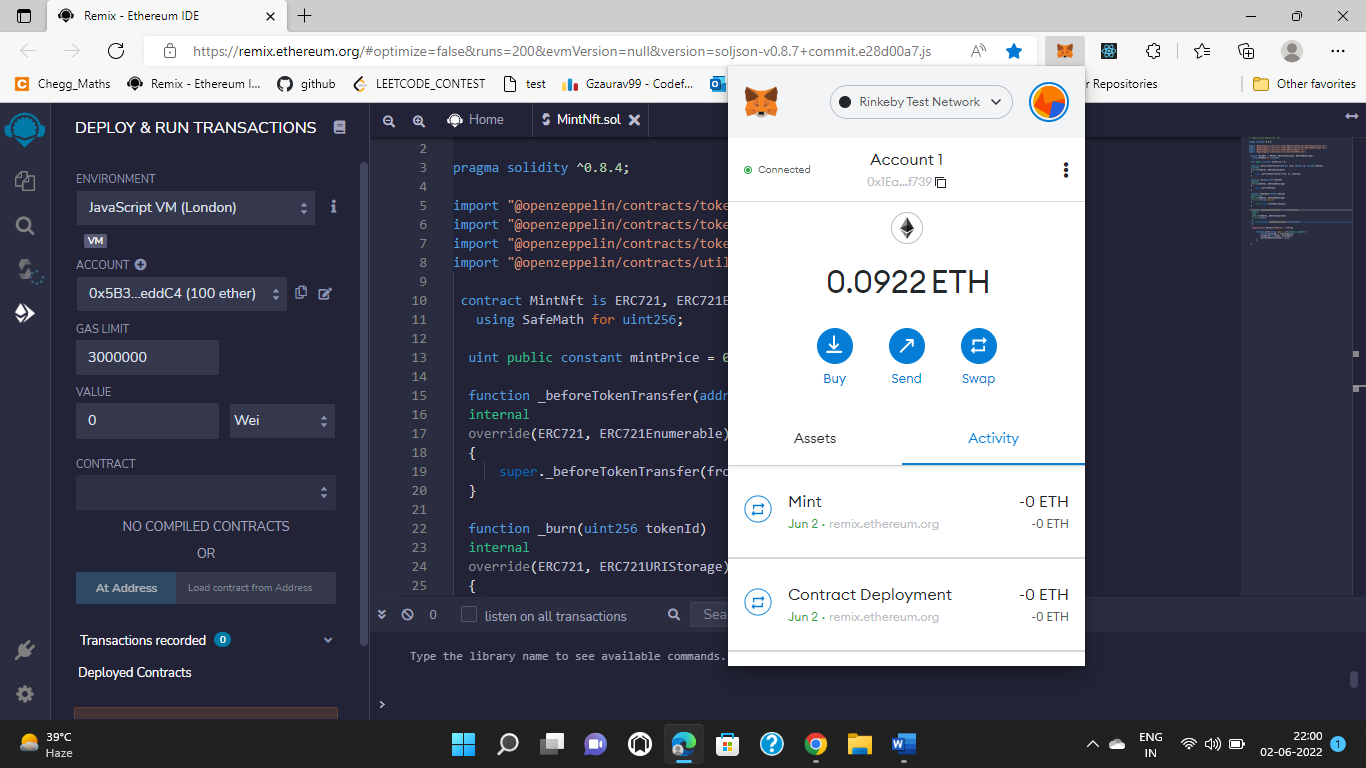 Remix - Ethereum IDE
https://remix.ethereum.org/#optimize=false&runs=200&evmVersion=null&version=soljson-v0.8.7+commit.e28d00a7.js
Chegg_Maths
Remix - Ethereum I...
github
LEETCODE_CONTEST
test
Gzaurav99 - Codef...
r Repositories
Other favorites
DEPLOY & RUN TRANSACTIONS
ENVIRONMENT
JavaScript VM (London)
VM
ACCOUNT
0x5B3...eddC4 (100 ether)
GAS LIMIT
3000000
VALUE
0
Wei
CONTRACT
NO COMPILED CONTRACTS
OR
At Address
Load contract from Address
Transactions recorded 0
Deployed Contracts
Home
MintNft.sol
2
3 pragma solidity ^0.8.4;
4
5 import "@openzeppelin/contracts/toke
6 import "@openzeppelin/contracts/toke
7 import "@openzeppelin/contracts/toke
8 import "@openzeppelin/contracts/util
9
10 contract MintNft is ERC721, ERC721E
11 using SafeMath for uint256;
12
13 uint public constant mintPrice = 0
14
15 function _beforeTokenTransfer(addr
16 internal
17 override(ERC721, ERC721Enumerable)
18 {
19 super._beforeTokenTransfer(fro
20 }
21
22 function _burn(uint256 tokenId)
23 internal
24 override(ERC721, ERC721URIStorage)
25 {
0
listen on all transactions
Sea
Type the library name to see available commands.
>
Rinkeby Test Network
Connected
Account 1
0x1Ea...f739
0.0922 ETH
Buy
Send
Swap
Assets
Activity
Mint
-0 ETH
Jun 2 · remix.ethereum.org
-0 ETH
Contract Deployment
-0 ETH
Jun 2 · remix.ethereum.org
-0 ETH
39°C
Haze
ENG
IN
22:00
02-06-2022
1